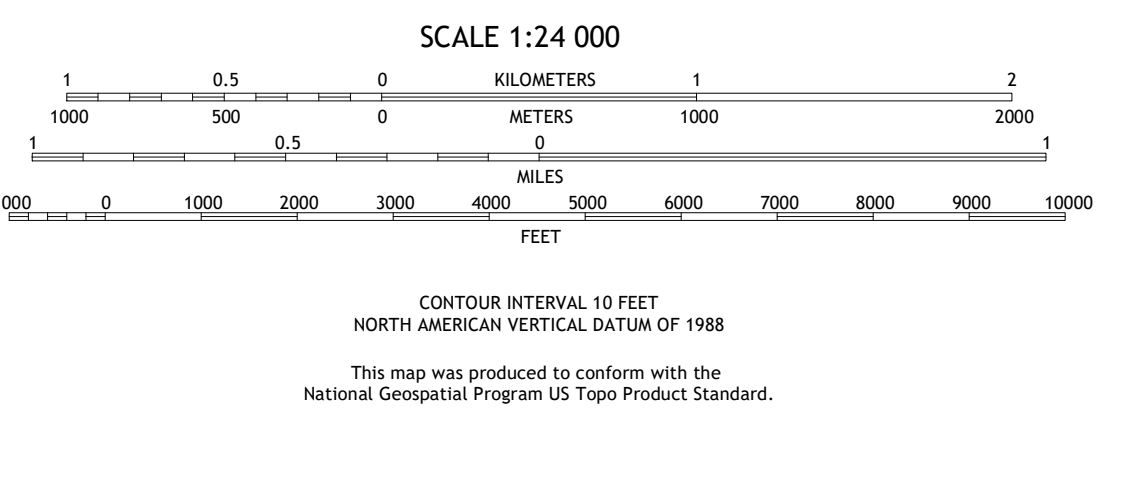 SCALE 1:24 000
1 0.5 0 KILOMETERS 1 2
1000 500 0 METERS 1000 2000
1 0.5 0 1
MILES
000 0 1000 2000 3000 4000 5000 6000 7000 8000 9000 10000
FEET
CONTOUR INTERVAL 10 FEET
NORTH AMERICAN VERTICAL DATUM OF 1988
This map was produced to conform with the
National Geospatial Program US Topo Product Standard.